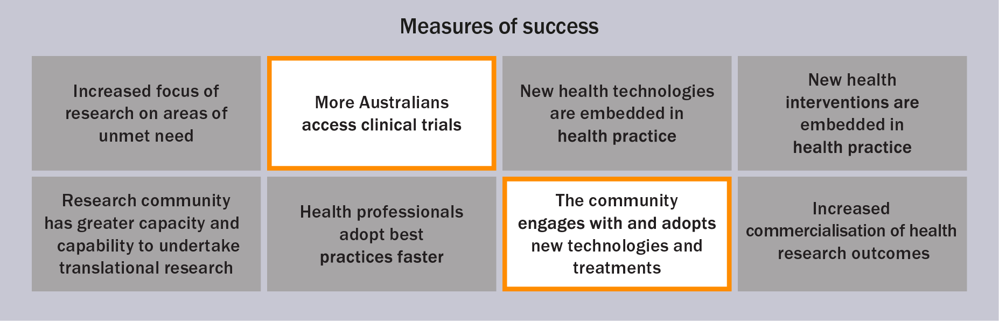 Measures of success
Increased focus of
research on areas of
unmet need
More Australians
access clinical trials
New health technologies
are embedded in
health practice
New health
interventions are
embedded in
health practice
Research community
has greater capacity and
capability to undertake
translational research
Health professionals
adopt best
practices faster
The community
engages with and adopts
new technologies and
treatments
Increased
commercialisation of health
research outcomes